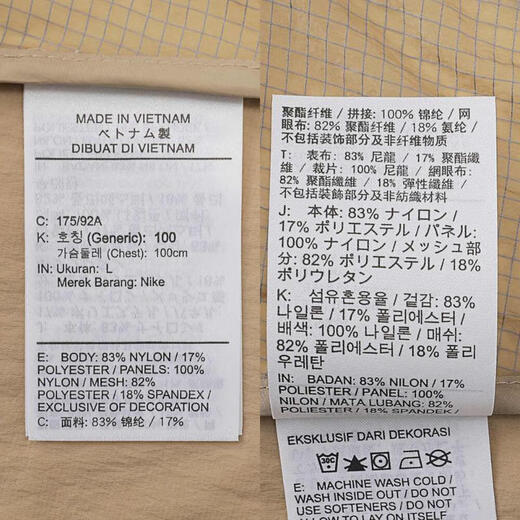 MADE IN VIETNAM
ベトナム製
DIBUAT DI VIETNAM
C: 175/92A
K: 호칭 (Generic): 100
가슴둘레 (Chest): 100cm
IN: Ukuran: L
Merek Barang: Nike
E: BODY: 83% NYLON / 17%
POLYESTER / PANELS: 100%
NYLON / MESH: 82%
POLYESTER / 18% SPANDEX /
EXCLUSIVE OF DECORATION
C: 面料: 83% 锦纶 / 17%
聚酯纤维 / 拼接: 100% 锦纶 / 网
眼布: 82% 聚酯纤维 / 18% 氨纶 /
不包括装饰部分及非纤维物质
T: 表布: 83% 尼龍 / 17% 聚酯纖
維 / 裁片: 100% 尼龍 / 網眼布:
82% 聚酯纖維 / 18% 彈性纖維 /
不包括裝飾部分及非紡織材料
J: 本体: 83% ナイロン /
17% ポリエステル / パネル:
100% ナイロン / メッシュ部
分: 82% ポリエステル / 18%
ポリウレタン
K: 섬유혼용율 / 겉감: 83%
나일론 / 17% 폴리에스터 /
배색: 100% 나일론 / 매쉬:
82% 폴리에스터 / 18% 폴리
우레탄
IN: BADAN: 83% NILON / 17%
POLYESTER / PANEL: 100%
NILON / MATA LUBANG: 82%
POLYESTER / 18% SPANDEK /
EKSKLUSIF DARI DEKORASI
30C
E: MACHINE WASH COLD /
WASH INSIDE OUT / DO NOT
USE SOFTENERS / DO NOT
ALLOW TO LAY ON ITSELF